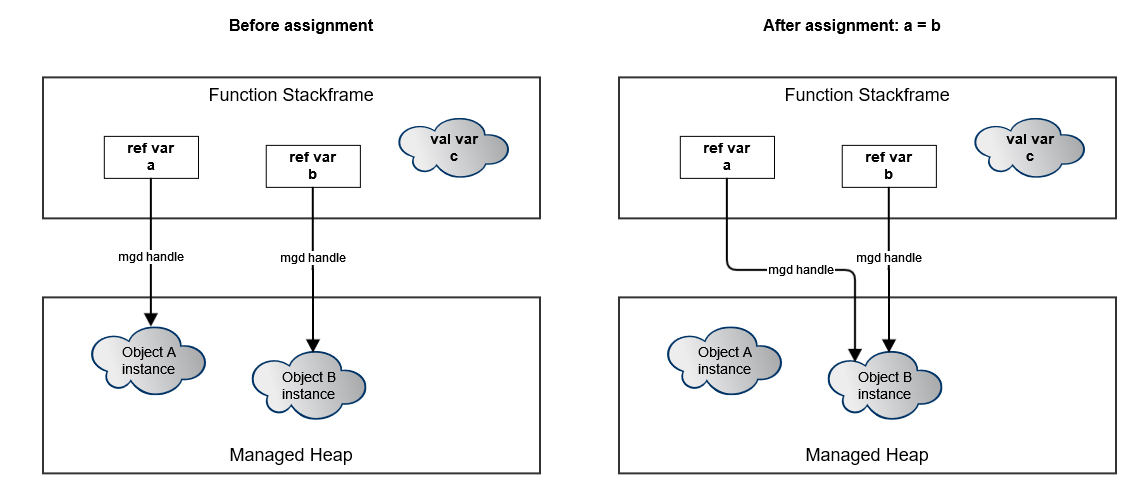 Before assignment
Function Stackframe
ref var
a
ref var
b
val var
c
mgd handle
mgd handle
Object A
instance
Object B
instance
Managed Heap
After assignment: a = b
Function Stackframe
ref var
a
ref var
b
val var
c
mgd handle
mgd handle
Object A
instance
Object B
instance
Managed Heap